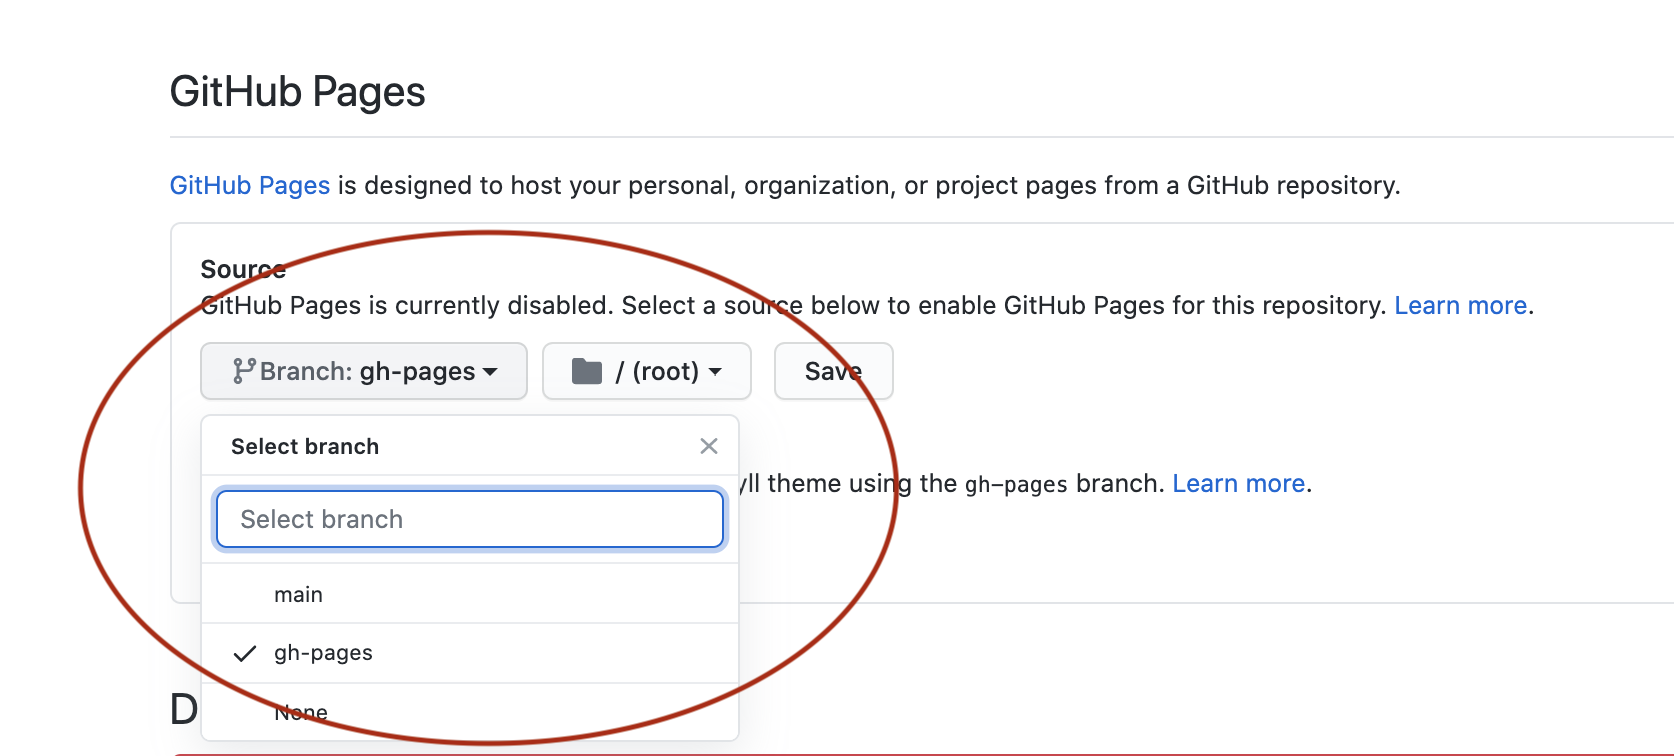 GitHub Pages
GitHub Pages is designed to host your personal, organization, or project pages from a GitHub repository.
Source
GitHub Pages is currently disabled. Select a source below to enable GitHub Pages for this repository. Learn more.
Branch: gh-pages / (root) Save
Select branch
yll theme using the gh-pages branch. Learn more.
Select branch
main
gh-pages
None
D